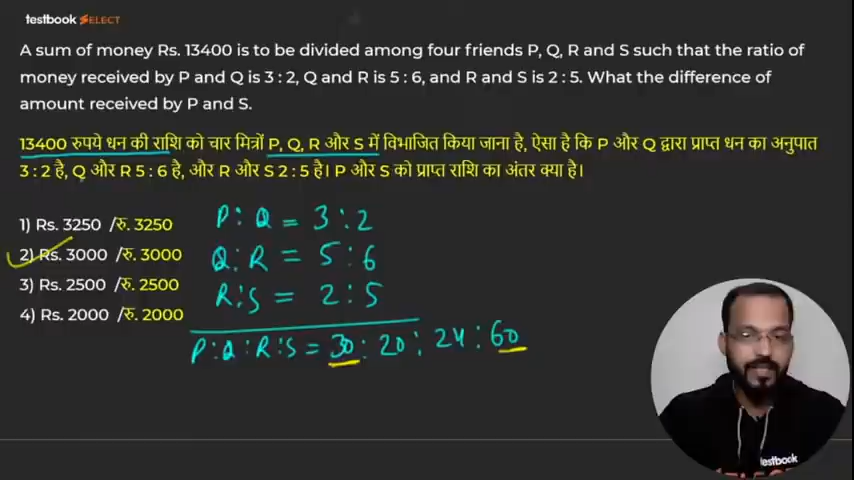 testbook SELECT
A sum of money Rs. 13400 is to be divided among four friends P, Q, R and S such that the ratio of
money received by P and Q is 3 : 2, Q and R is 5 : 6, and R and S is 2 : 5. What the difference of
amount received by P and S.
13400 रुपये धन की राशि को चार मित्रों P, Q, R और S में विभाजित किया जाना है, ऐसा है कि P और Q द्वारा प्राप्त धन का अनुपात
3 : 2 है, Q और R 5 : 6 है, और R और S 2 : 5 है। P और S को प्राप्त राशि का अंतर क्या है।
1) Rs. 3250 /रु. 3250
2) Rs. 3000 /रु. 3000
3) Rs. 2500 /रु. 2500
4) Rs. 2000 /रु. 2000
P : Q = 3 : 2
Q : R = 5 : 6
R : S = 2 : 5
P : Q : R : S = 30 : 20 : 24 : 60
testbook